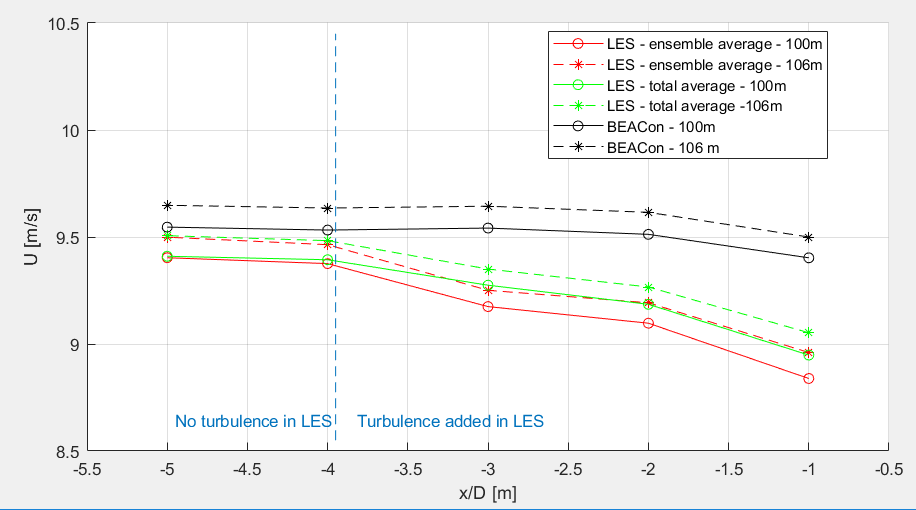 10.5
10
9.5
9
8.5
U [m/s]
LES - ensemble average - 100m
LES - ensemble average - 106m
LES - total average - 100m
LES - total average -106m
BEACon - 100m
BEACon - 106 m
No turbulence in LES
Turbulence added in LES
-5.5
-5
-4.5
-4
-3.5
-3
-2.5
-2
-1.5
-1
-0.5
x/D [m]